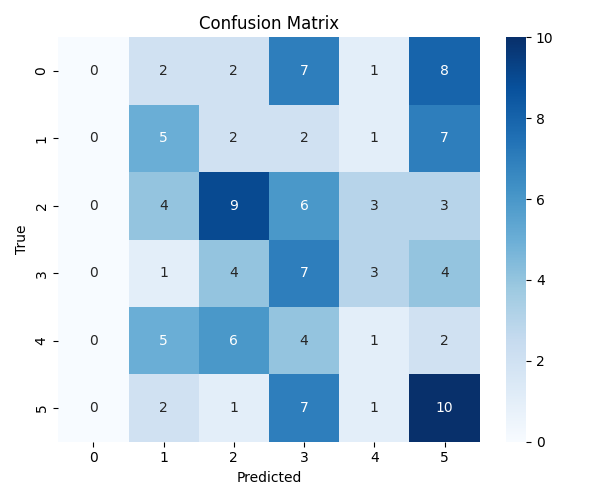 Confusion Matrix
0 0 2 2 7 1 8
1 0 5 2 2 1 7
2 0 4 9 6 3 3
3 0 1 4 7 3 4
4 0 5 6 4 1 2
5 0 2 1 7 1 10
0 1 2 3 4 5
Predicted
True
10
8
6
4
2
0